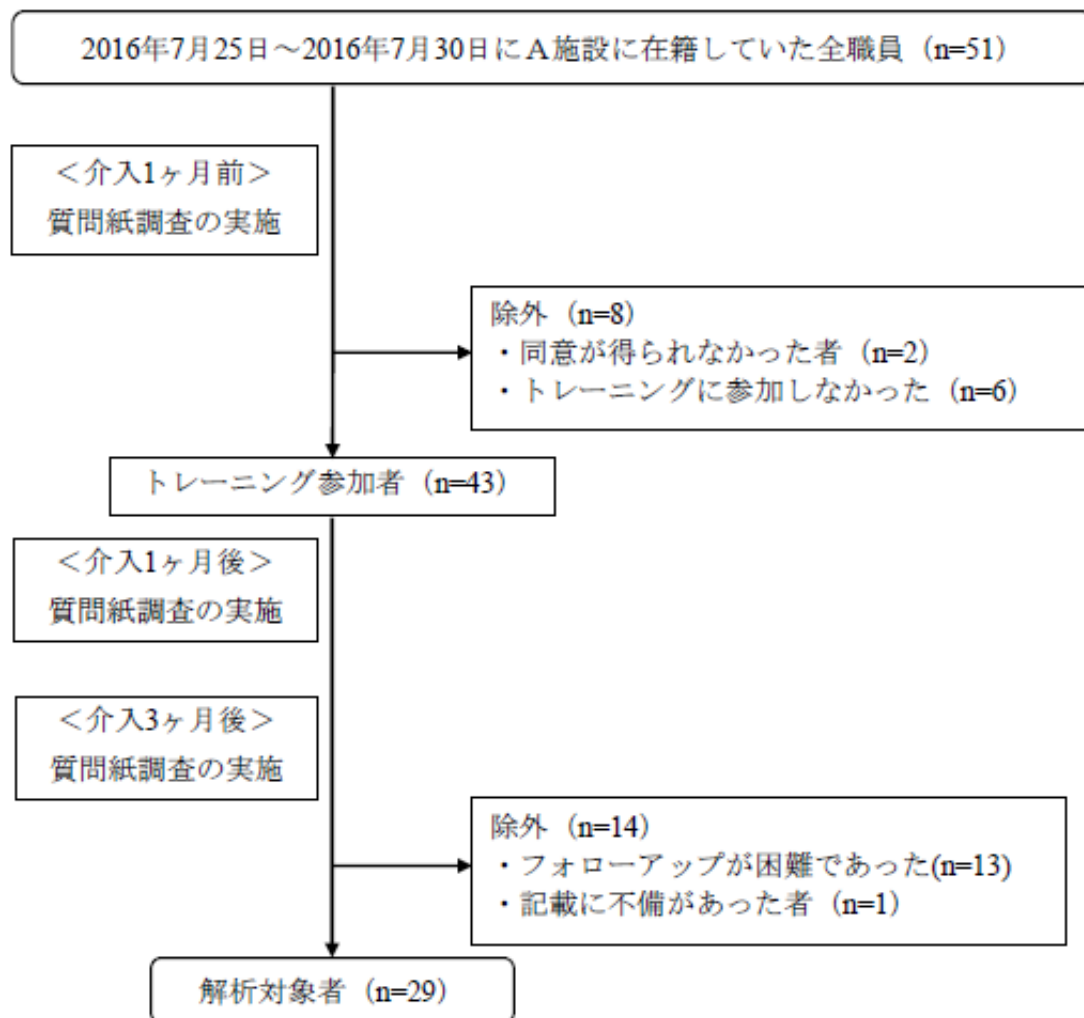 2016年7月25日～2016年7月30日にＡ施設に在籍していた全職員（n=51）
＜介入1ヶ月前＞
質問紙調査の実施
除外（n=8）
・同意が得られなかった者（n=2）
・トレーニングに参加しなかった（n=6）
トレーニング参加者（n=43）
＜介入1ヶ月後＞
質問紙調査の実施
＜介入3ヶ月後＞
質問紙調査の実施
除外（n=14）
・フォローアップが困難であった(n=13)
・記載に不備があった者（n=1）
解析対象者（n=29）